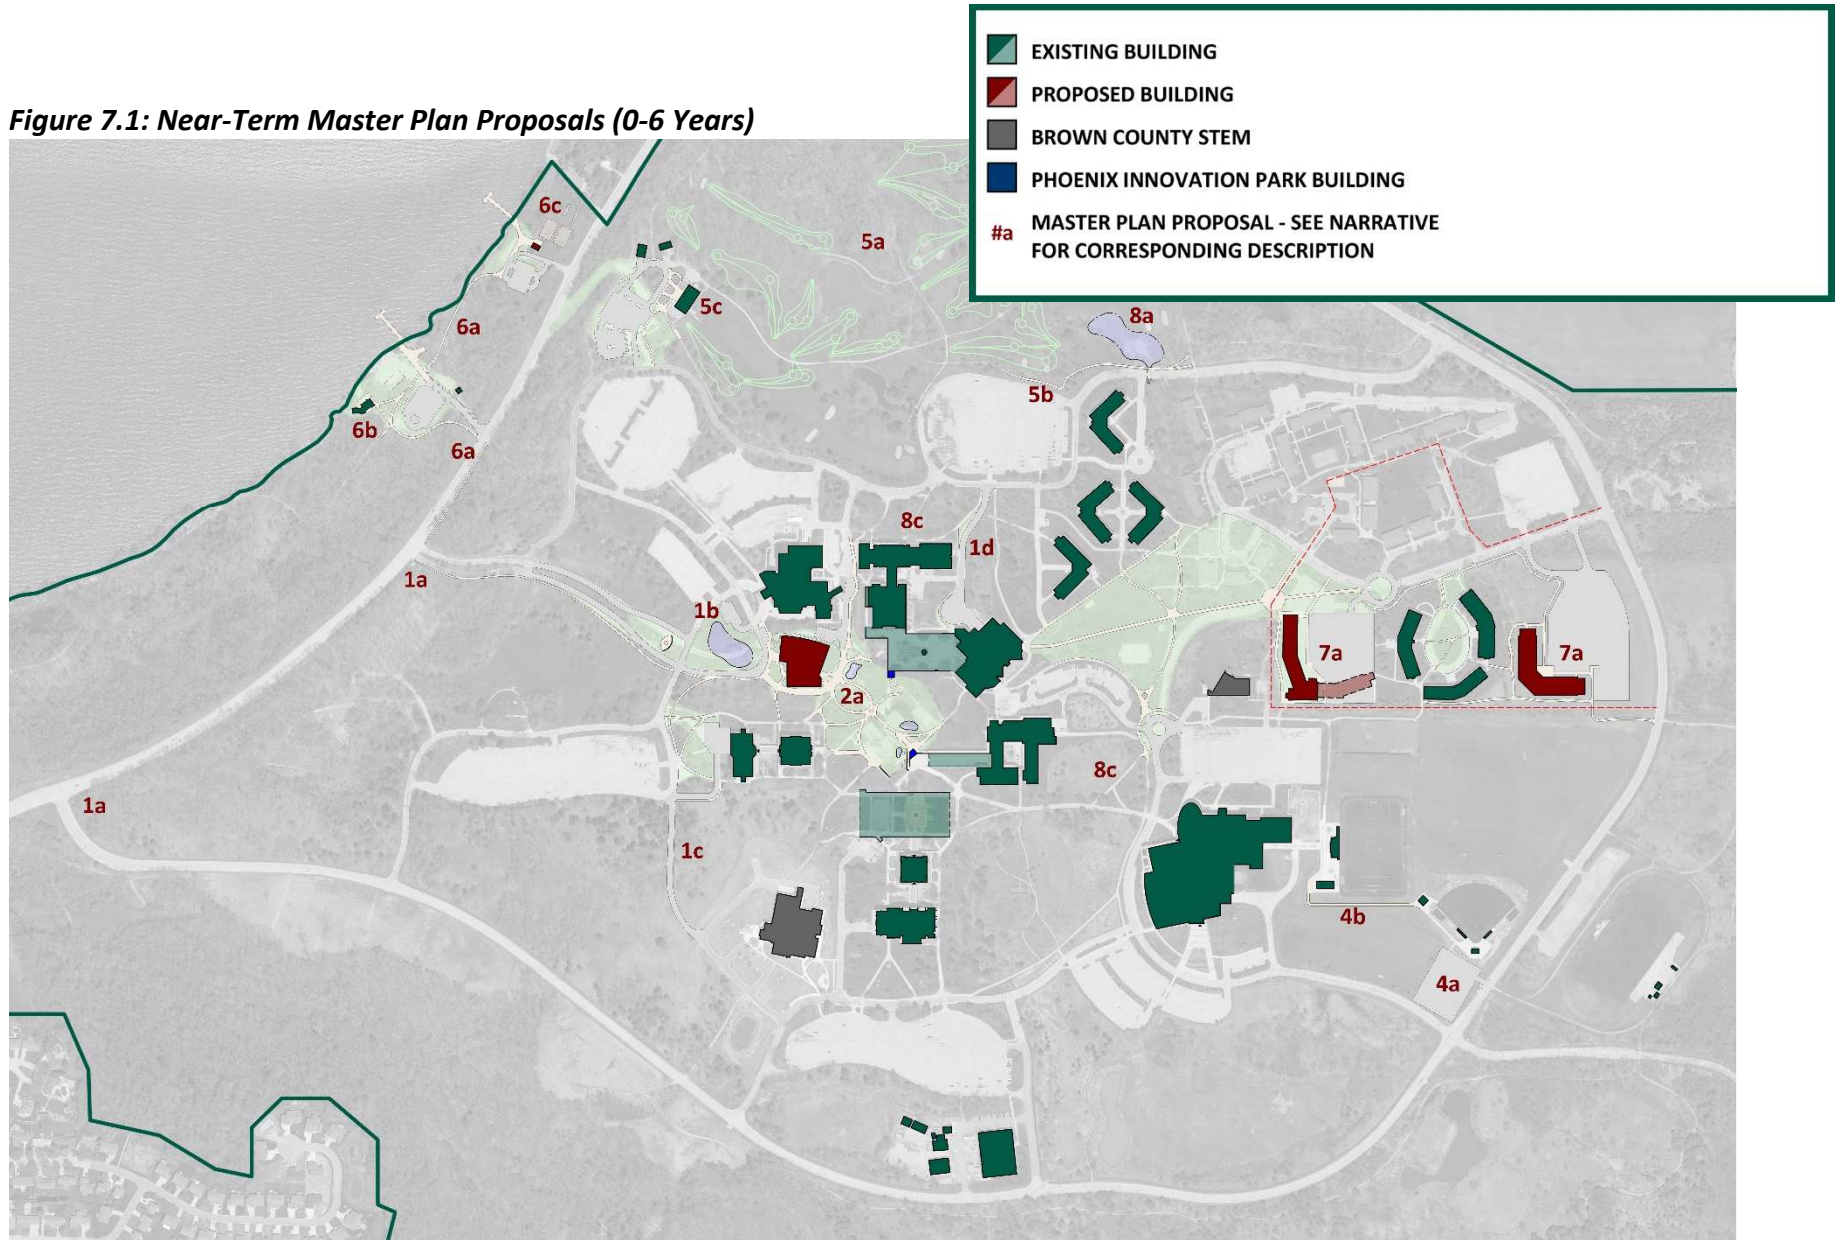 EXISTING BUILDING
PROPOSED BUILDING
BROWN COUNTY STEM
PHOENIX INNOVATION PARK BUILDING
#a MASTER PLAN PROPOSAL - SEE NARRATIVE
FOR CORRESPONDING DESCRIPTION
Figure 7.1: Near-Term Master Plan Proposals (0-6 Years)
6c
5a
5c
8a
6a
5b
6b
6a
8c
1d
1a
1b
7a
7a
2a
8c
1a
1c
4b
4a